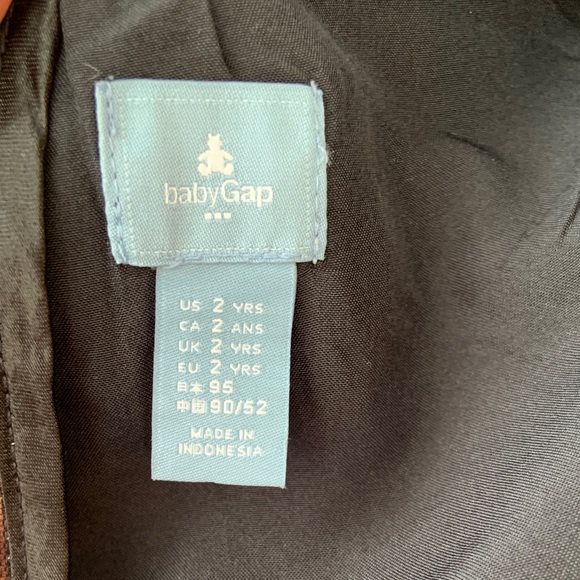 babyGap
US 2 YRS
CA 2 ANS
UK 2 YRS
EU 2 YRS
日本 95
中国 90/52
MADE IN
INDONESIA